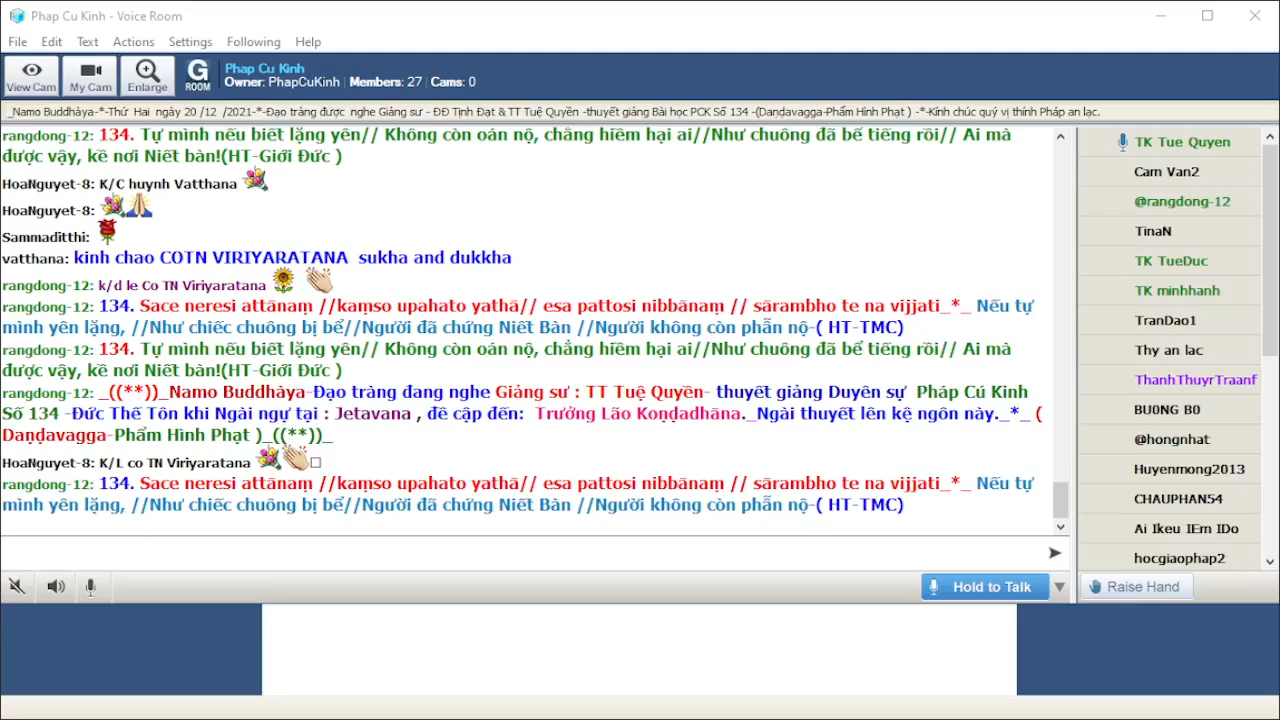 Phap Cu Kinh - Voice Room
File Edit Text Actions Settings Following Help
View Cam My Cam Enlarge G ROOM
Phap Cu Kinh
Owner: PhapCuKinh | Members: 27 | Cams: 0
_Namo Buddhàya-*-Thứ Hai ngày 20 /12 /2021-*-Đạo tràng được nghe Giảng sư - ĐĐ Tịnh Đạt & TT Tuệ Quyền -thuyết giảng Bài học PCK Số 134 -(Daṇḍavagga-Phẩm Hình Phạt ) -*-Kính chúc quý vị thính Pháp an lạc.
rangdong-12: 134. Tự mình nếu biết lặng yên// Không còn oán nộ, chẳng hiềm hại ai//Như chuông đã bể tiếng rồi// Ai mà
được vậy, kề nơi Niết bàn!(HT-Giới Đức )
HoaNguyet-8: K/C huynh Vatthana
HoaNguyet-8:
Sammaditthi:
vatthana: kinh chao COTN VIRIYARATANA sukha and dukkha
rangdong-12: k/d le Co TN Viriyaratana
rangdong-12: 134. Sace neresi attānaṃ //kaṃso upahato yathā// esa pattosi nibbānaṃ // sārambho te na vijjati_*_ Nếu tự
mình yên lặng, //Như chiếc chuông bị bể//Người đã chứng Niết Bàn //Người không còn phẫn nộ-( HT-TMC)
rangdong-12: 134. Tự mình nếu biết lặng yên// Không còn oán nộ, chẳng hiềm hại ai//Như chuông đã bể tiếng rồi// Ai mà
được vậy, kề nơi Niết bàn!(HT-Giới Đức )
rangdong-12: _((**))_Namo Buddhàya-Đạo tràng đang nghe Giảng sư : TT Tuệ Quyền- thuyết giảng Duyên sự Pháp Cú Kinh
Số 134 -Đức Thế Tôn khi Ngài ngự tại : Jetavana , đề cập đến: Trưởng Lão Koṇḍadhāna._Ngài thuyết lên kệ ngôn này._*_ (
Daṇḍavagga-Phẩm Hình Phạt )_((**))_
HoaNguyet-8: K/L co TN Viriyaratana
rangdong-12: 134. Sace neresi attānaṃ //kaṃso upahato yathā// esa pattosi nibbānaṃ // sārambho te na vijjati_*_ Nếu tự
mình yên lặng, //Như chiếc chuông bị bể//Người đã chứng Niết Bàn //Người không còn phẫn nộ-( HT-TMC)
TK Tue Quyen
Cam Van2
@rangdong-12
TinaN
TK TueDuc
TK minhhanh
TranDao1
Thy an lac
ThanhThuyrTraanf
BU0NG B0
@hongnhat
Huyenmong2013
CHAUPHAN54
Ai Ikeu IEm IDo
hocgiaophap2
Hold to Talk
Raise Hand